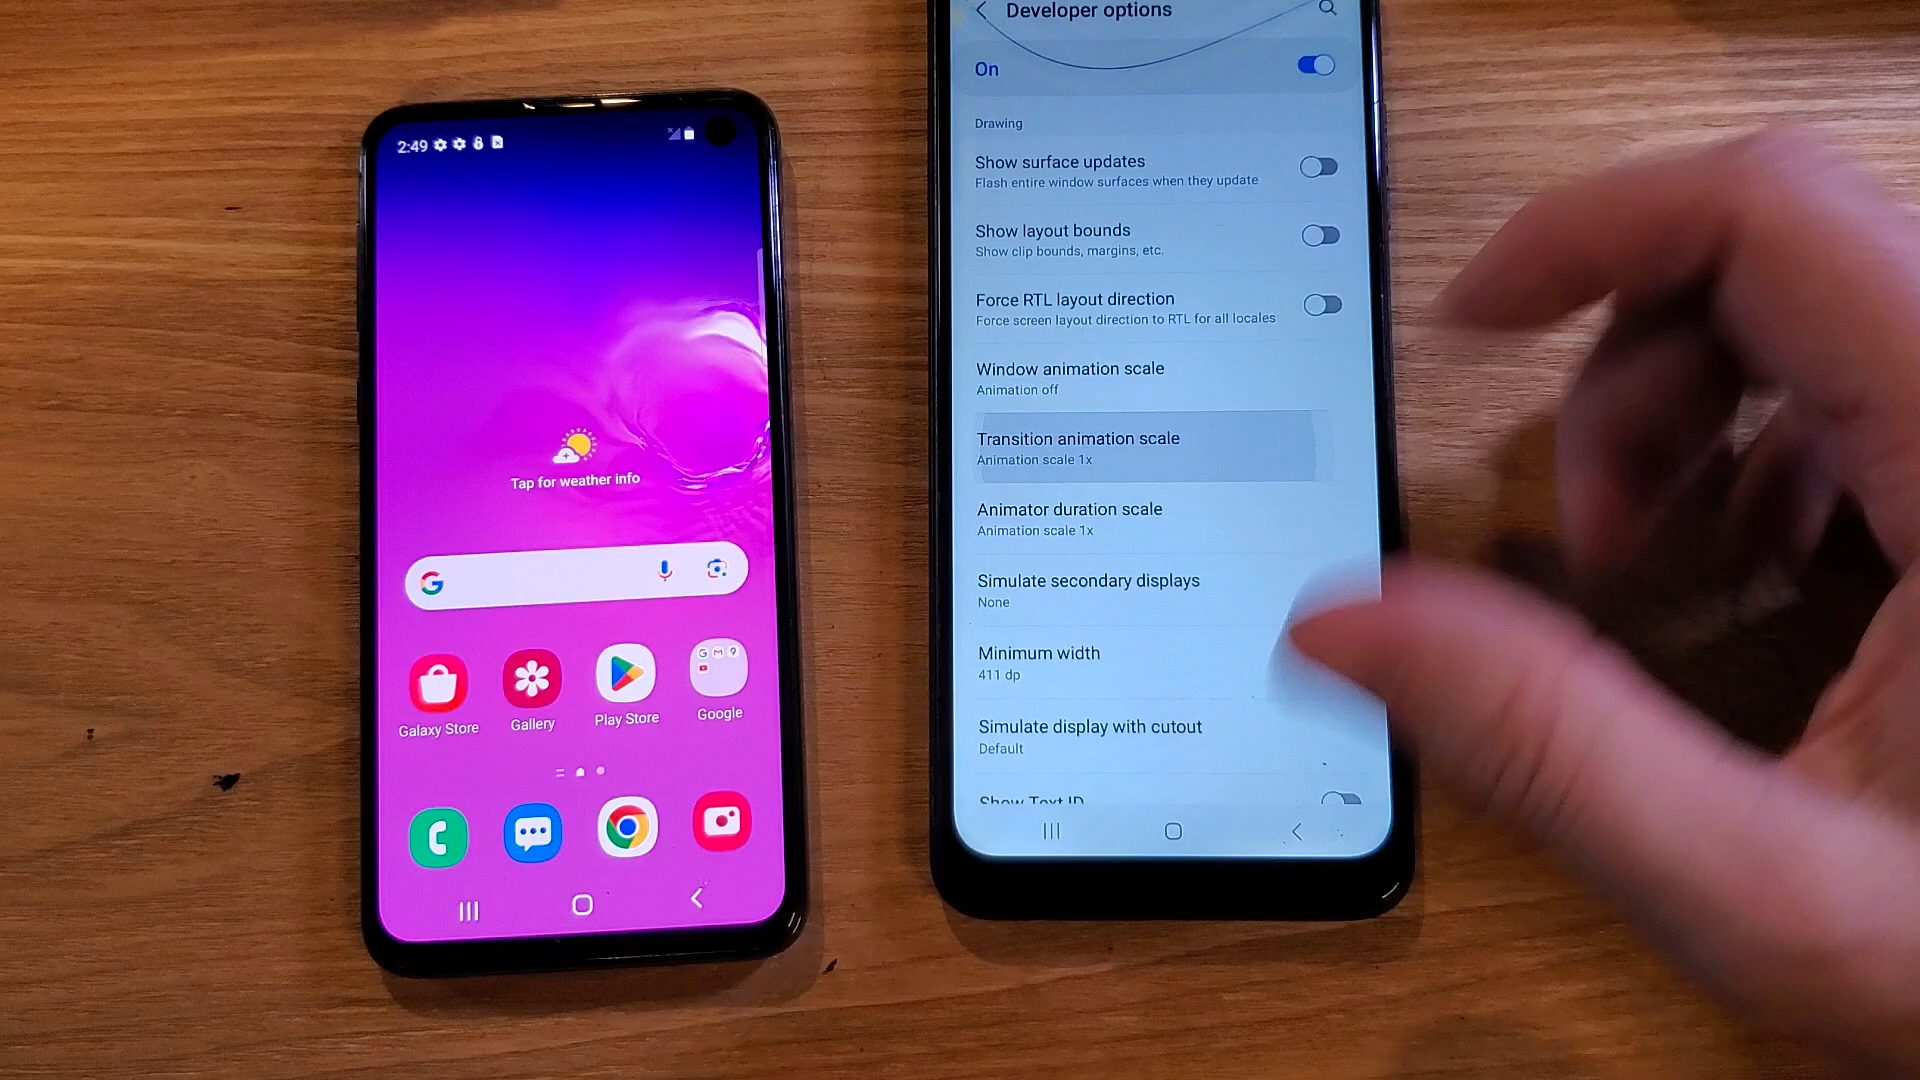 2:49
Tap for weather info
G
Galaxy Store
Gallery
Play Store
Google
Developer options
On
Drawing
Show surface updates
Flash entire window surfaces when they update
Show layout bounds
Show clip bounds, margins, etc.
Force RTL layout direction
Force screen layout direction to RTL for all locales
Window animation scale
Animation off
Transition animation scale
Animation scale 1x
Animator duration scale
Animation scale 1x
Simulate secondary displays
None
Minimum width
411 dp
Simulate display with cutout
Default
Show Text ID